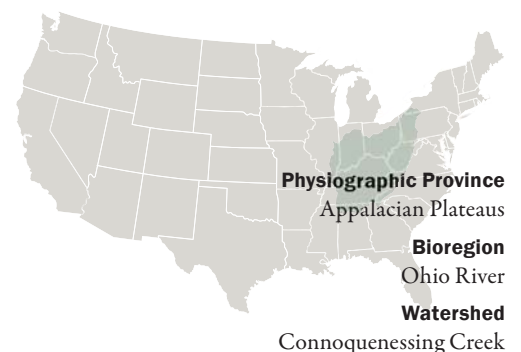 Physiographic Province
Appalacian Plateaus
Bioregion
Ohio River
Watershed
Connoquenessing Creek